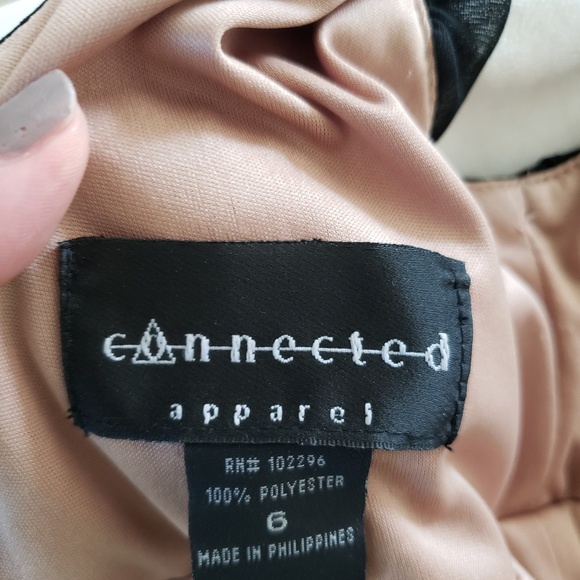 connected
apparel
RN# 102296
100% POLYESTER
6
MADE IN PHILIPPINES